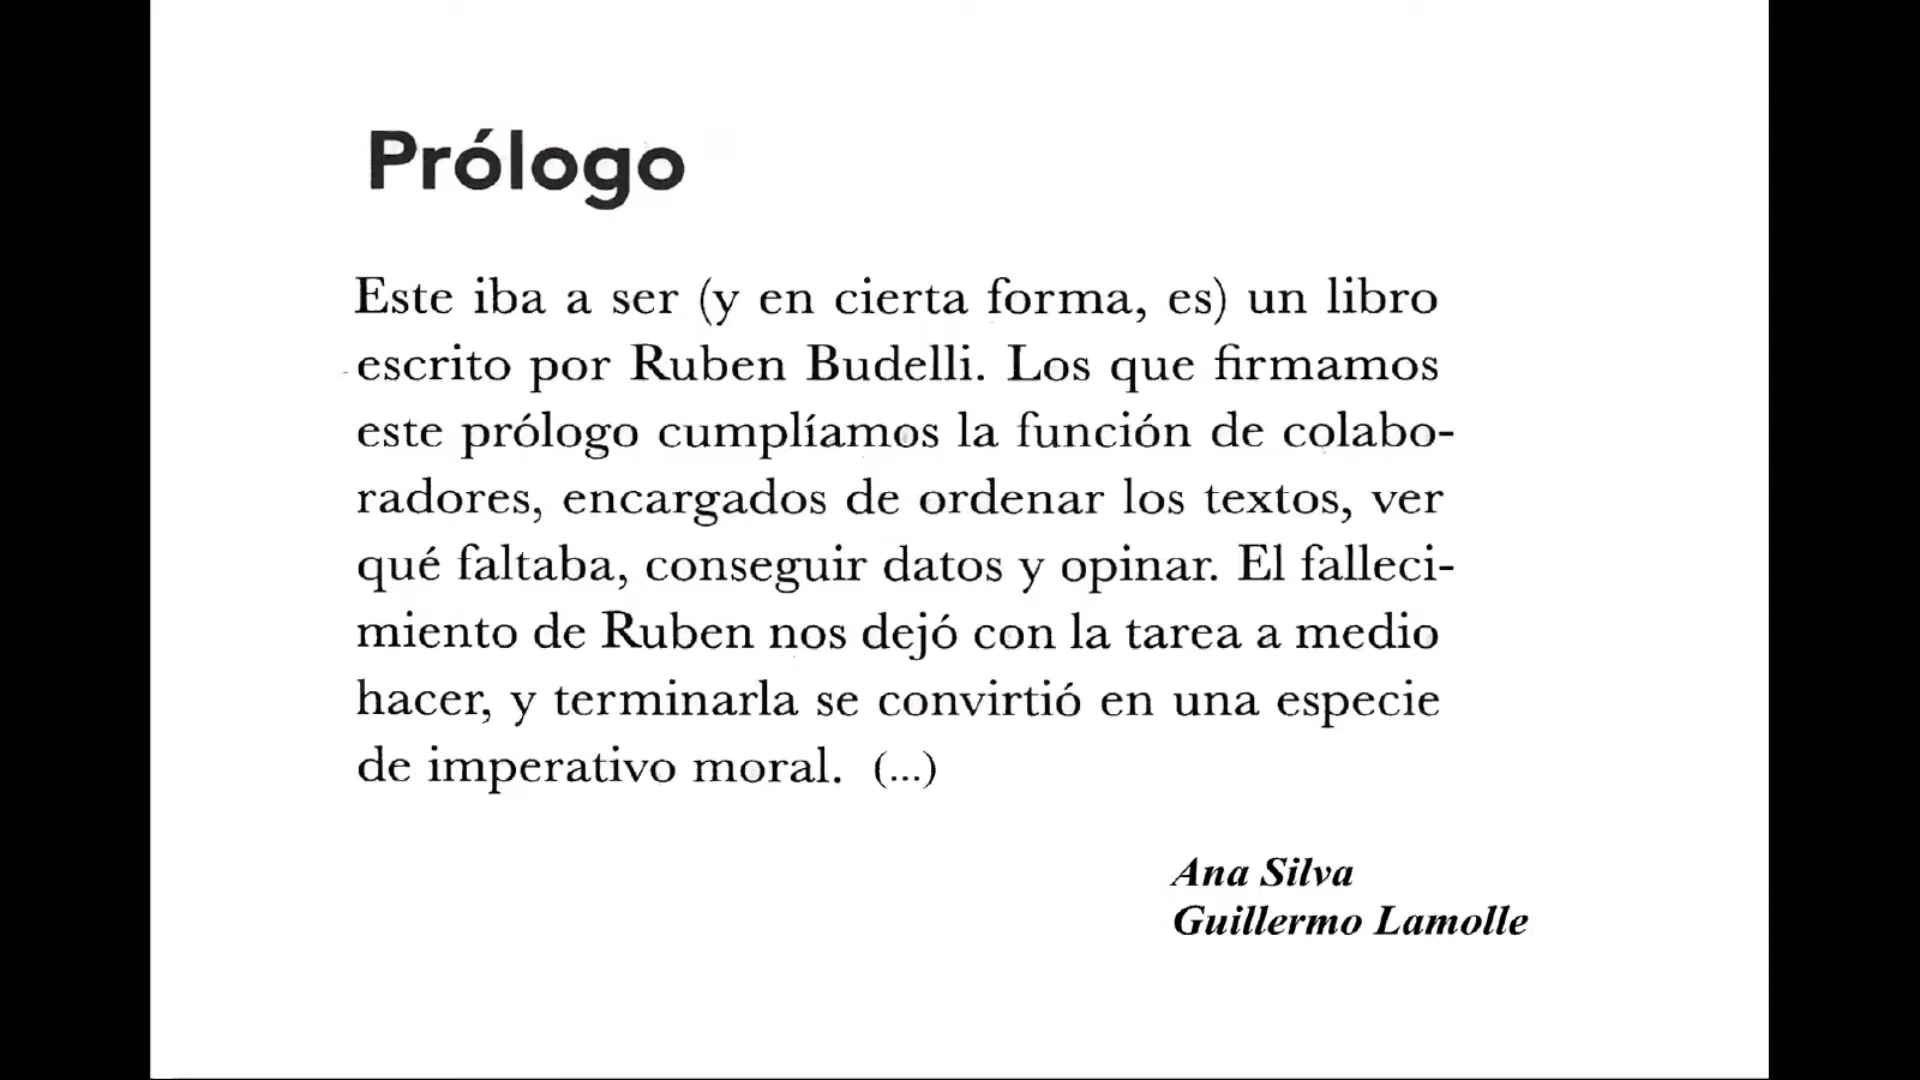 Prólogo
Este iba a ser (y en cierta forma, es) un libro
escrito por Ruben Budelli. Los que firmamos
este prólogo cumplíamos la función de colabo-
radores, encargados de ordenar los textos, ver
qué faltaba, conseguir datos y opinar. El falleci-
miento de Ruben nos dejó con la tarea a medio
hacer, y terminarla se convirtió en una especie
de imperativo moral. (...)
Ana Silva
Guillermo Lamolle